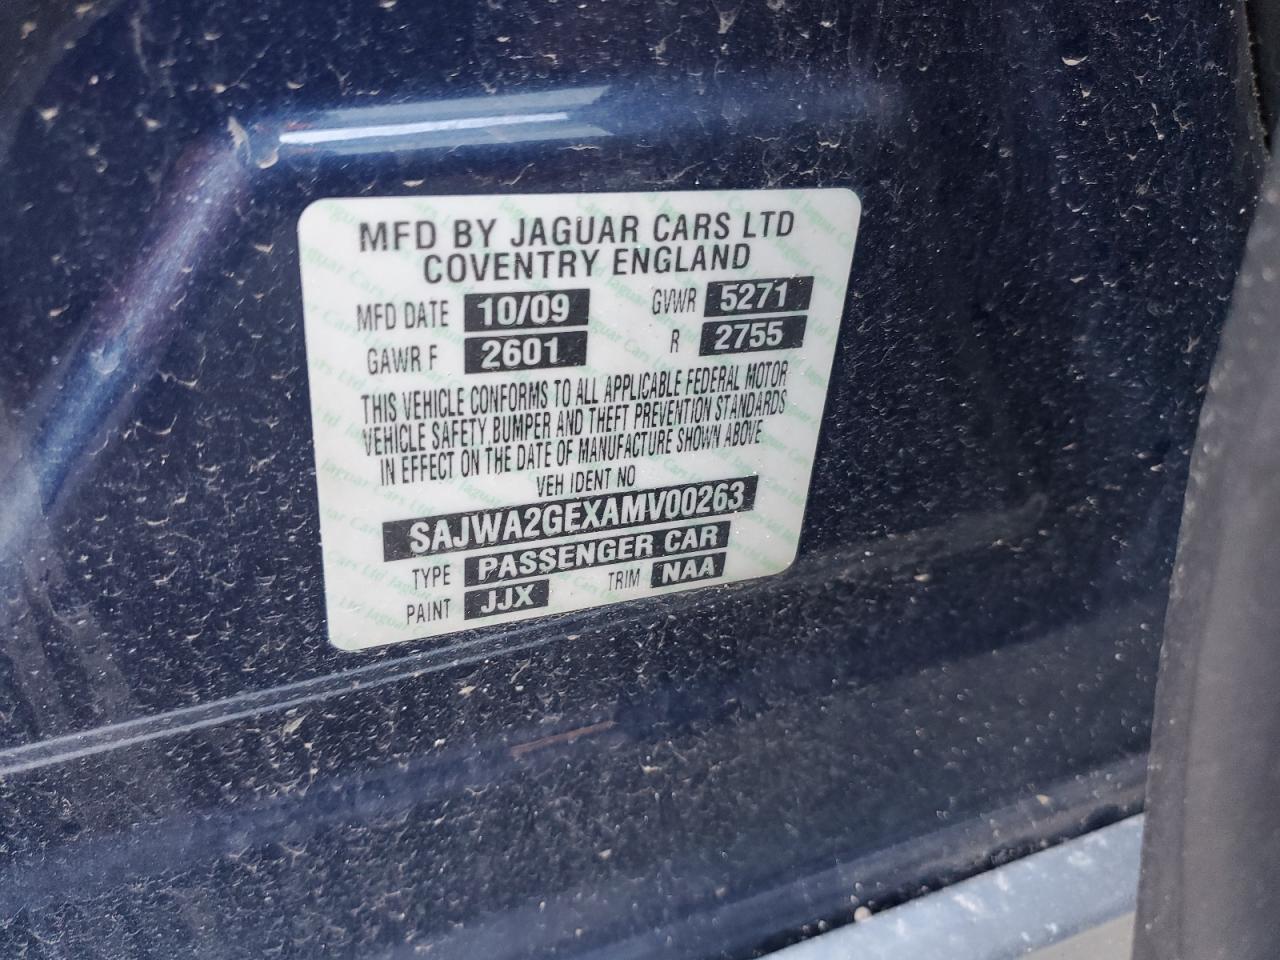 MFD BY JAGUAR CARS LTD
COVENTRY ENGLAND
MFD DATE 10/09 GVWR 5271
GAWR F 2601 R 2755
THIS VEHICLE CONFORMS TO ALL APPLICABLE FEDERAL MOTOR
VEHICLE SAFETY, BUMPER AND THEFT PREVENTION STANDARDS
IN EFFECT ON THE DATE OF MANUFACTURE SHOWN ABOVE
VEH IDENT NO
SAJWA2GEXAMV00263
TYPE PASSENGER CAR
PAINT JJX TRIM NAA